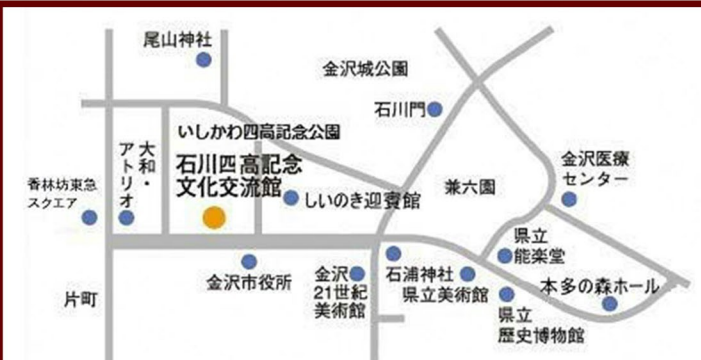 尾山神社
金沢城公園
石川門
いしかわ四高記念公園
大和・
アトリオ
石川四高記念
文化交流館
金沢医療
センター
香林坊東急
スクエア
しいのき迎賓館
兼六園
県立
能楽堂
金沢市役所
金沢
21世紀
美術館
石浦神社
県立美術館
本多の森ホール
片町
県立
歴史博物館